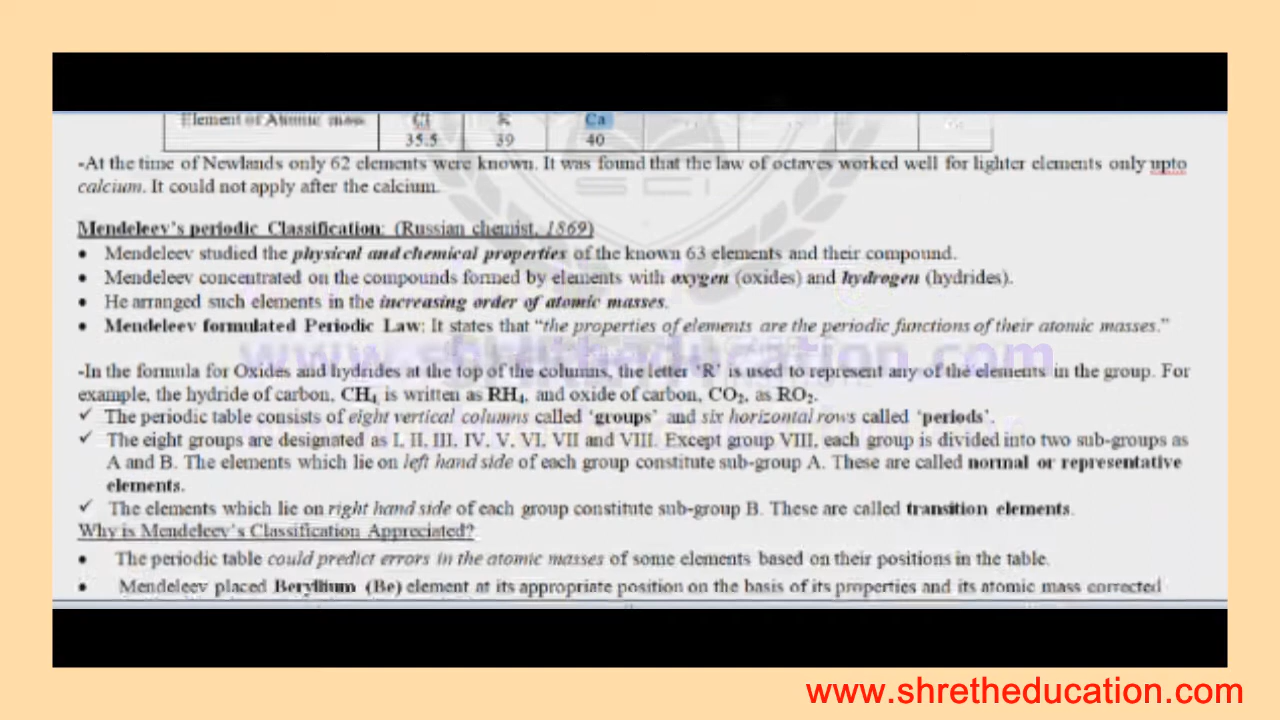 Element of Atomic mass Cl K Ca
35.5 39 40
-At the time of Newlands only 62 elements were known. It was found that the law of octaves worked well for lighter elements only upto
calcium. It could not apply after the calcium.
Mendeleev's periodic Classification: (Russian chemist, 1869)
• Mendeleev studied the physical and chemical properties of the known 63 elements and their compound.
• Mendeleev concentrated on the compounds formed by elements with oxygen (oxides) and hydrogen (hydrides).
• He arranged such elements in the increasing order of atomic masses.
• Mendeleev formulated Periodic Law: It states that “the properties of elements are the periodic functions of their atomic masses.”
-In the formula for Oxides and hydrides at the top of the columns, the letter ‘R’ is used to represent any of the elements in the group. For
example, the hydride of carbon, CH₄ is written as RH₄, and oxide of carbon, CO₂, as RO₂.
✓ The periodic table consists of eight vertical columns called ‘groups’ and six horizontal rows called ‘periods’.
✓ The eight groups are designated as I, II, III, IV, V, VI, VII and VIII. Except group VIII, each group is divided into two sub-groups as
A and B. The elements which lie on left hand side of each group constitute sub-group A. These are called normal or representative
elements.
✓ The elements which lie on right hand side of each group constitute sub-group B. These are called transition elements.
Why is Mendeleev's Classification Appreciated?
• The periodic table could predict errors in the atomic masses of some elements based on their positions in the table.
• Mendeleev placed Beryllium (Be) element at its appropriate position on the basis of its properties and its atomic mass corrected
SCI
www.shretheducation.com
www.shretheducation.com